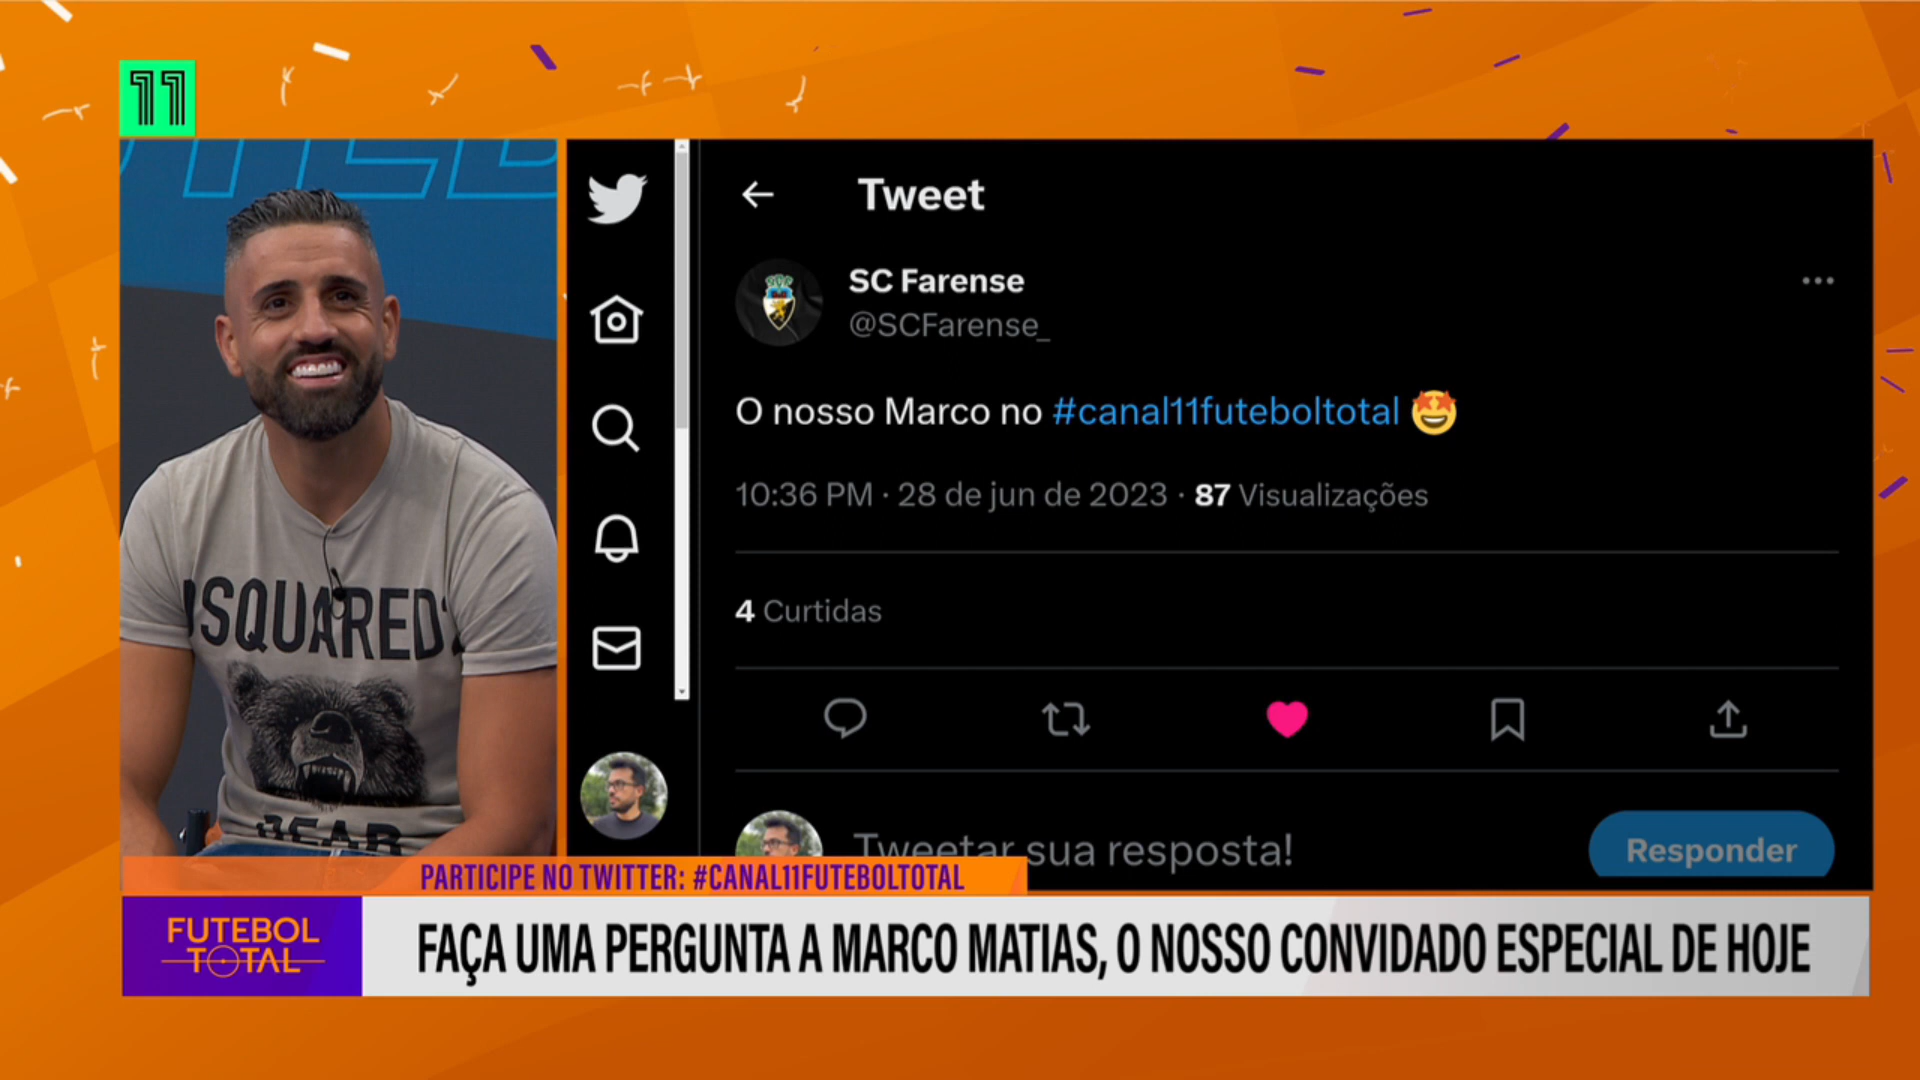 11
Tweet
SC Farense
@SCFarense_
O nosso Marco no #canal11futeboltotal 🤩
10:36 PM · 28 de jun de 2023 · 87 Visualizações
4 Curtidas
Tweetar sua resposta!
Responder
DSQUARED2
BEAR
PARTICIPE NO TWITTER: #CANAL11FUTEBOLTOTAL
FUTEBOL
TOTAL
FAÇA UMA PERGUNTA A MARCO MATIAS, O NOSSO CONVIDADO ESPECIAL DE HOJE